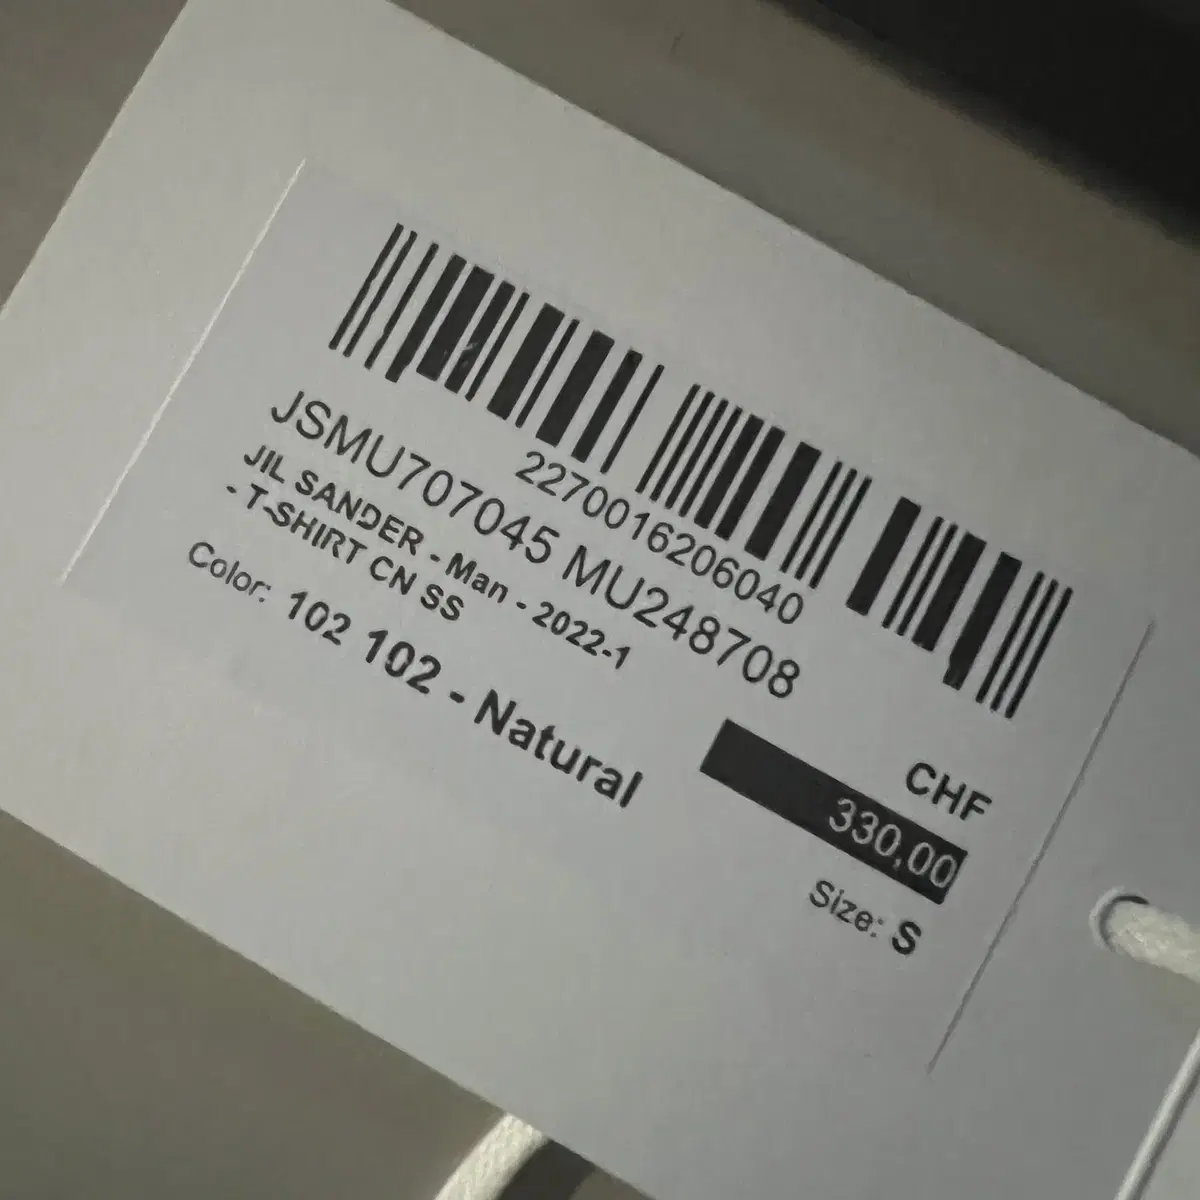 2270016206040
JSMU707045 MU248708
JIL SANDER - Man - 2022-1
- T-SHIRT CN SS
Color: 102 102 - Natural
CHF
330,00
Size: S